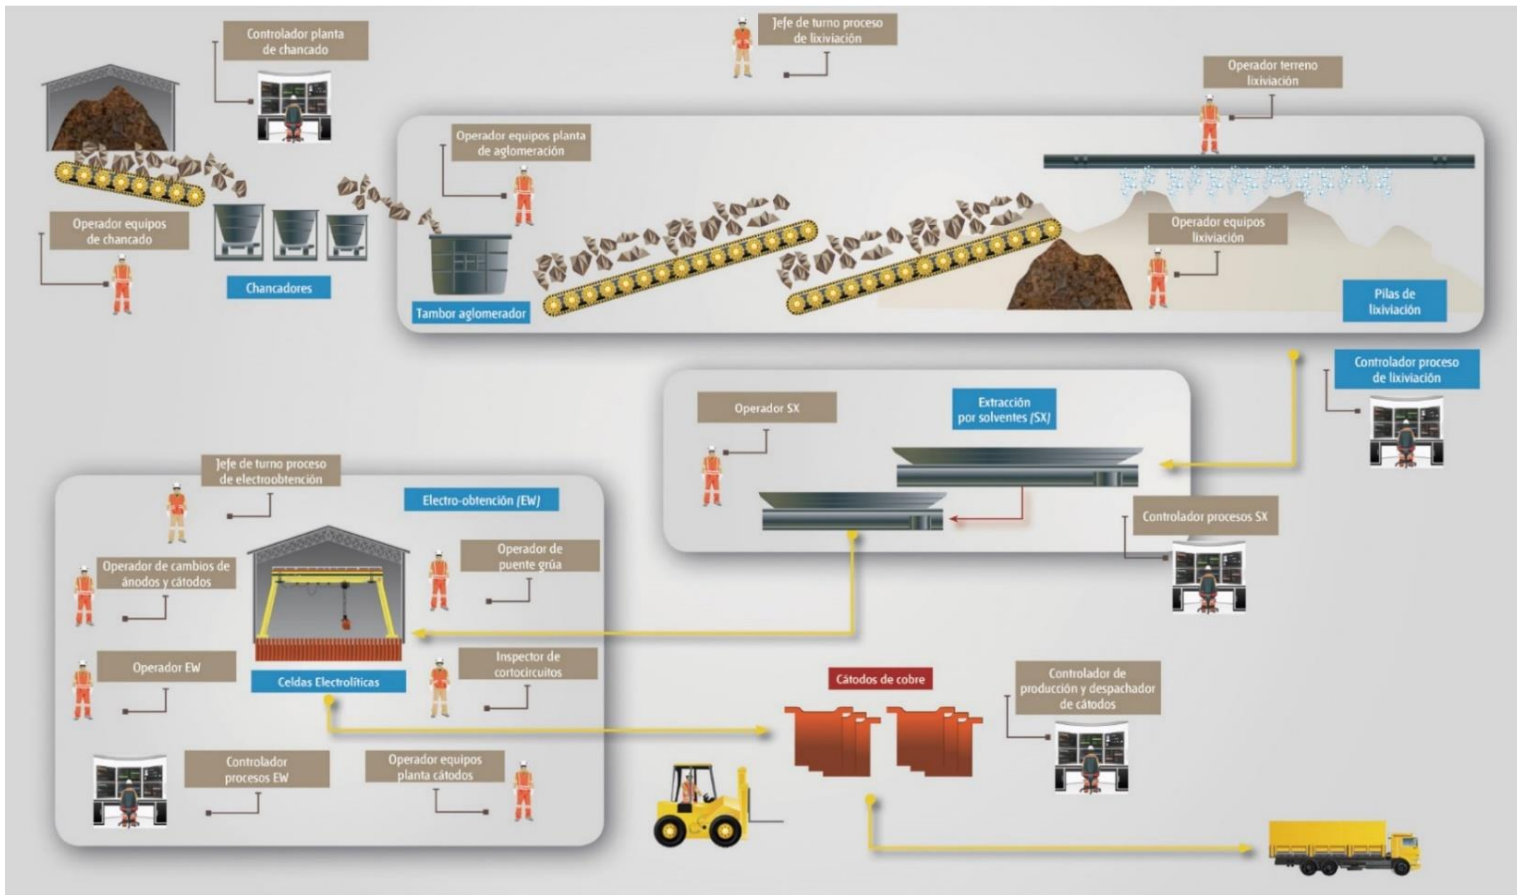 Controlador planta
de chancado
Jefe de turno proceso
de lixiviación
Operador terreno
lixiviación
Operador equipos planta
de aglomeración
Operador equipos
de chancado
Operador equipos
lixiviación
Chancadores
Tambor aglomerador
Pilas de
lixiviación
Controlador proceso
de lixiviación
Operador SX
Extracción
por solventes (SX)
Controlador procesos SX
Jefe de turno proceso
de electroobtención
Electro-obtención (EW)
Operador de cambios de
ánodos y cátodos
Operador de
puente grúa
Operador EW
Inspector de
cortocircuitos
Celdas Electrolíticas
Controlador
procesos EW
Operador equipos
planta cátodos
Cátodos de cobre
Controlador de
producción y despachador
de cátodos